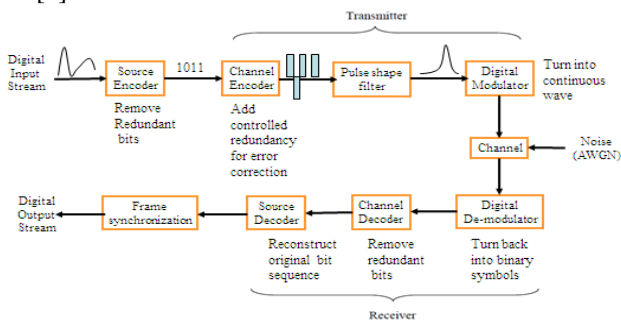 Transmitter
Digital
Input
Stream
Source
Encoder
1011
Channel
Encoder
Pulse shape
filter
Digital
Modulator
Turn into
continuous
wave
Remove
Redundant
bits
Add
controlled
redundancy
for error
correction
Channel
Noise
(AWGN)
Digital
Output
Stream
Frame
synchronization
Source
Decoder
Channel
Decoder
Digital
De-modulator
Reconstruct
original bit
sequence
Remove
redundant
bits
Turn back
into binary
symbols
Receiver